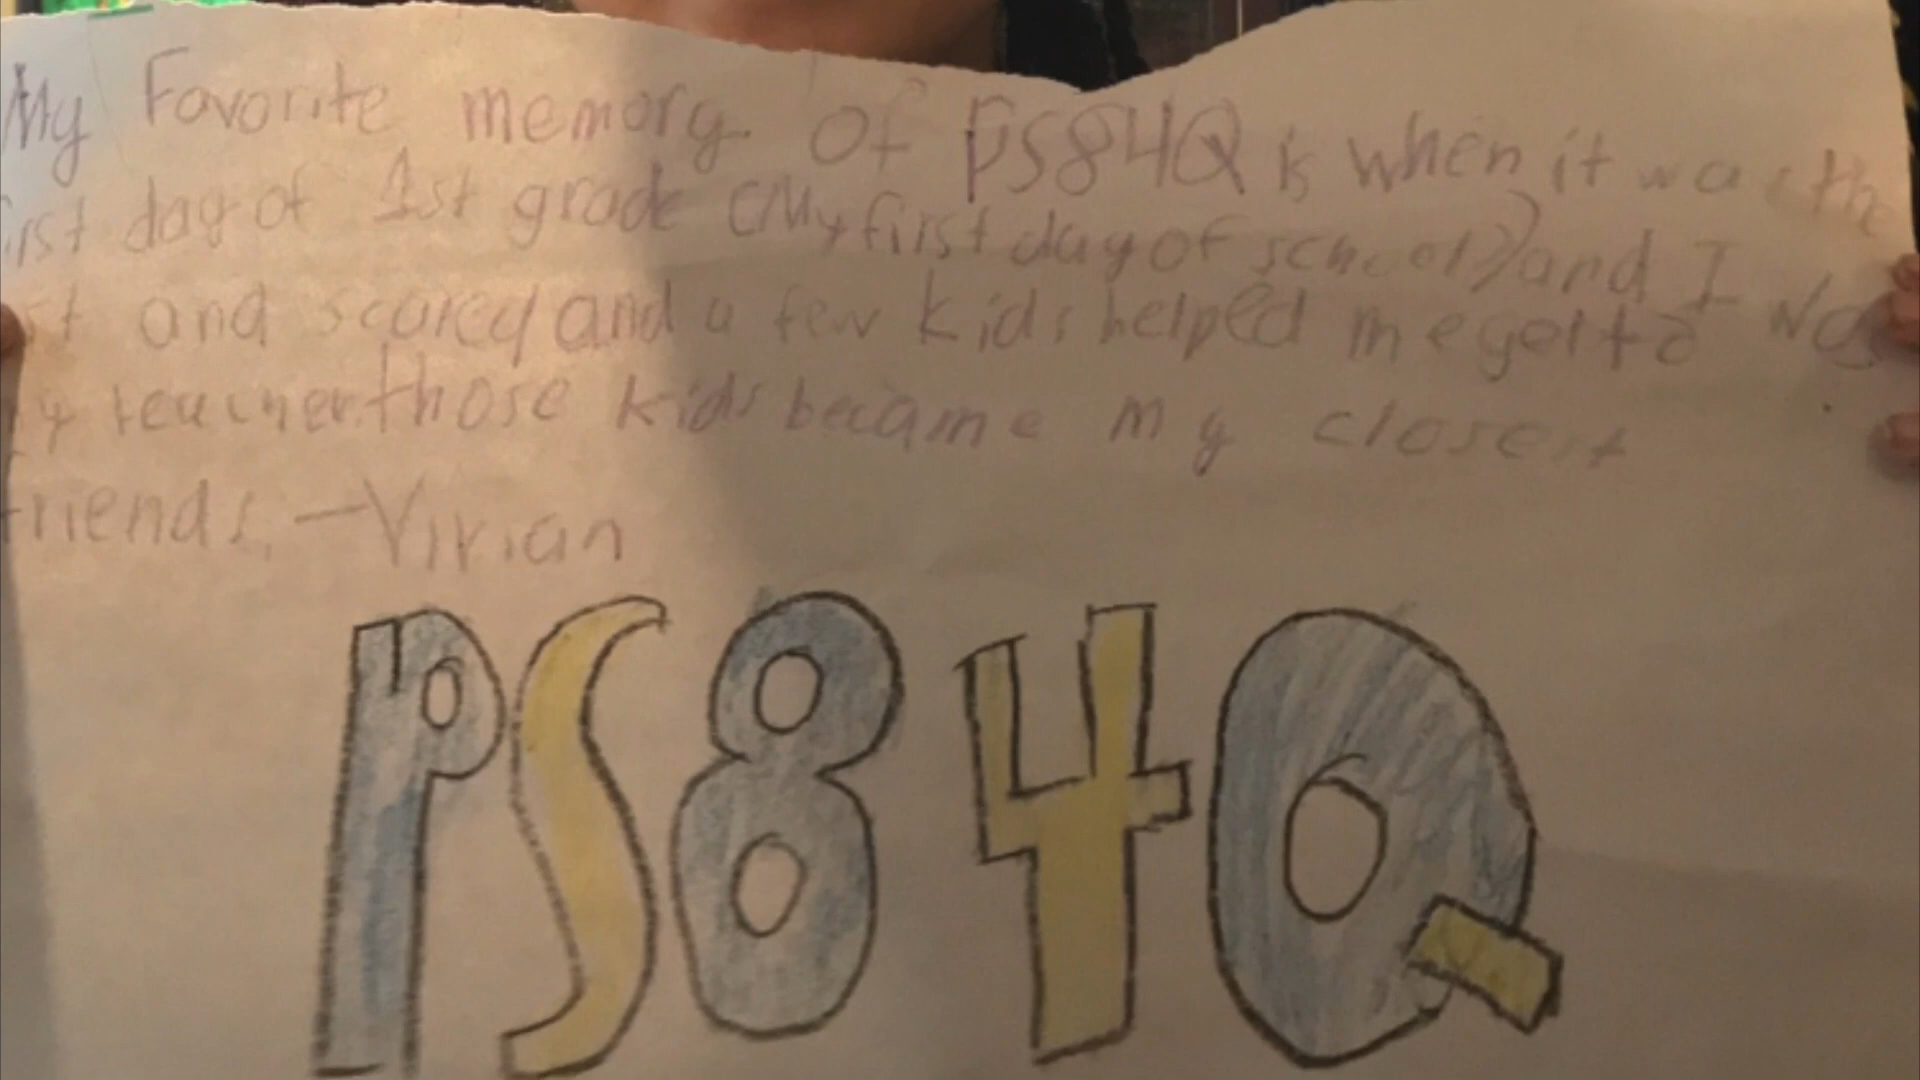 My Favorite memory Of PS84Q is when it was the
irst day of 1st grade (My first day of school) and I was
st and scarey and a few kids helped me get to
y teacher. those kids became my closest
friends. —Vivian
PS84Q